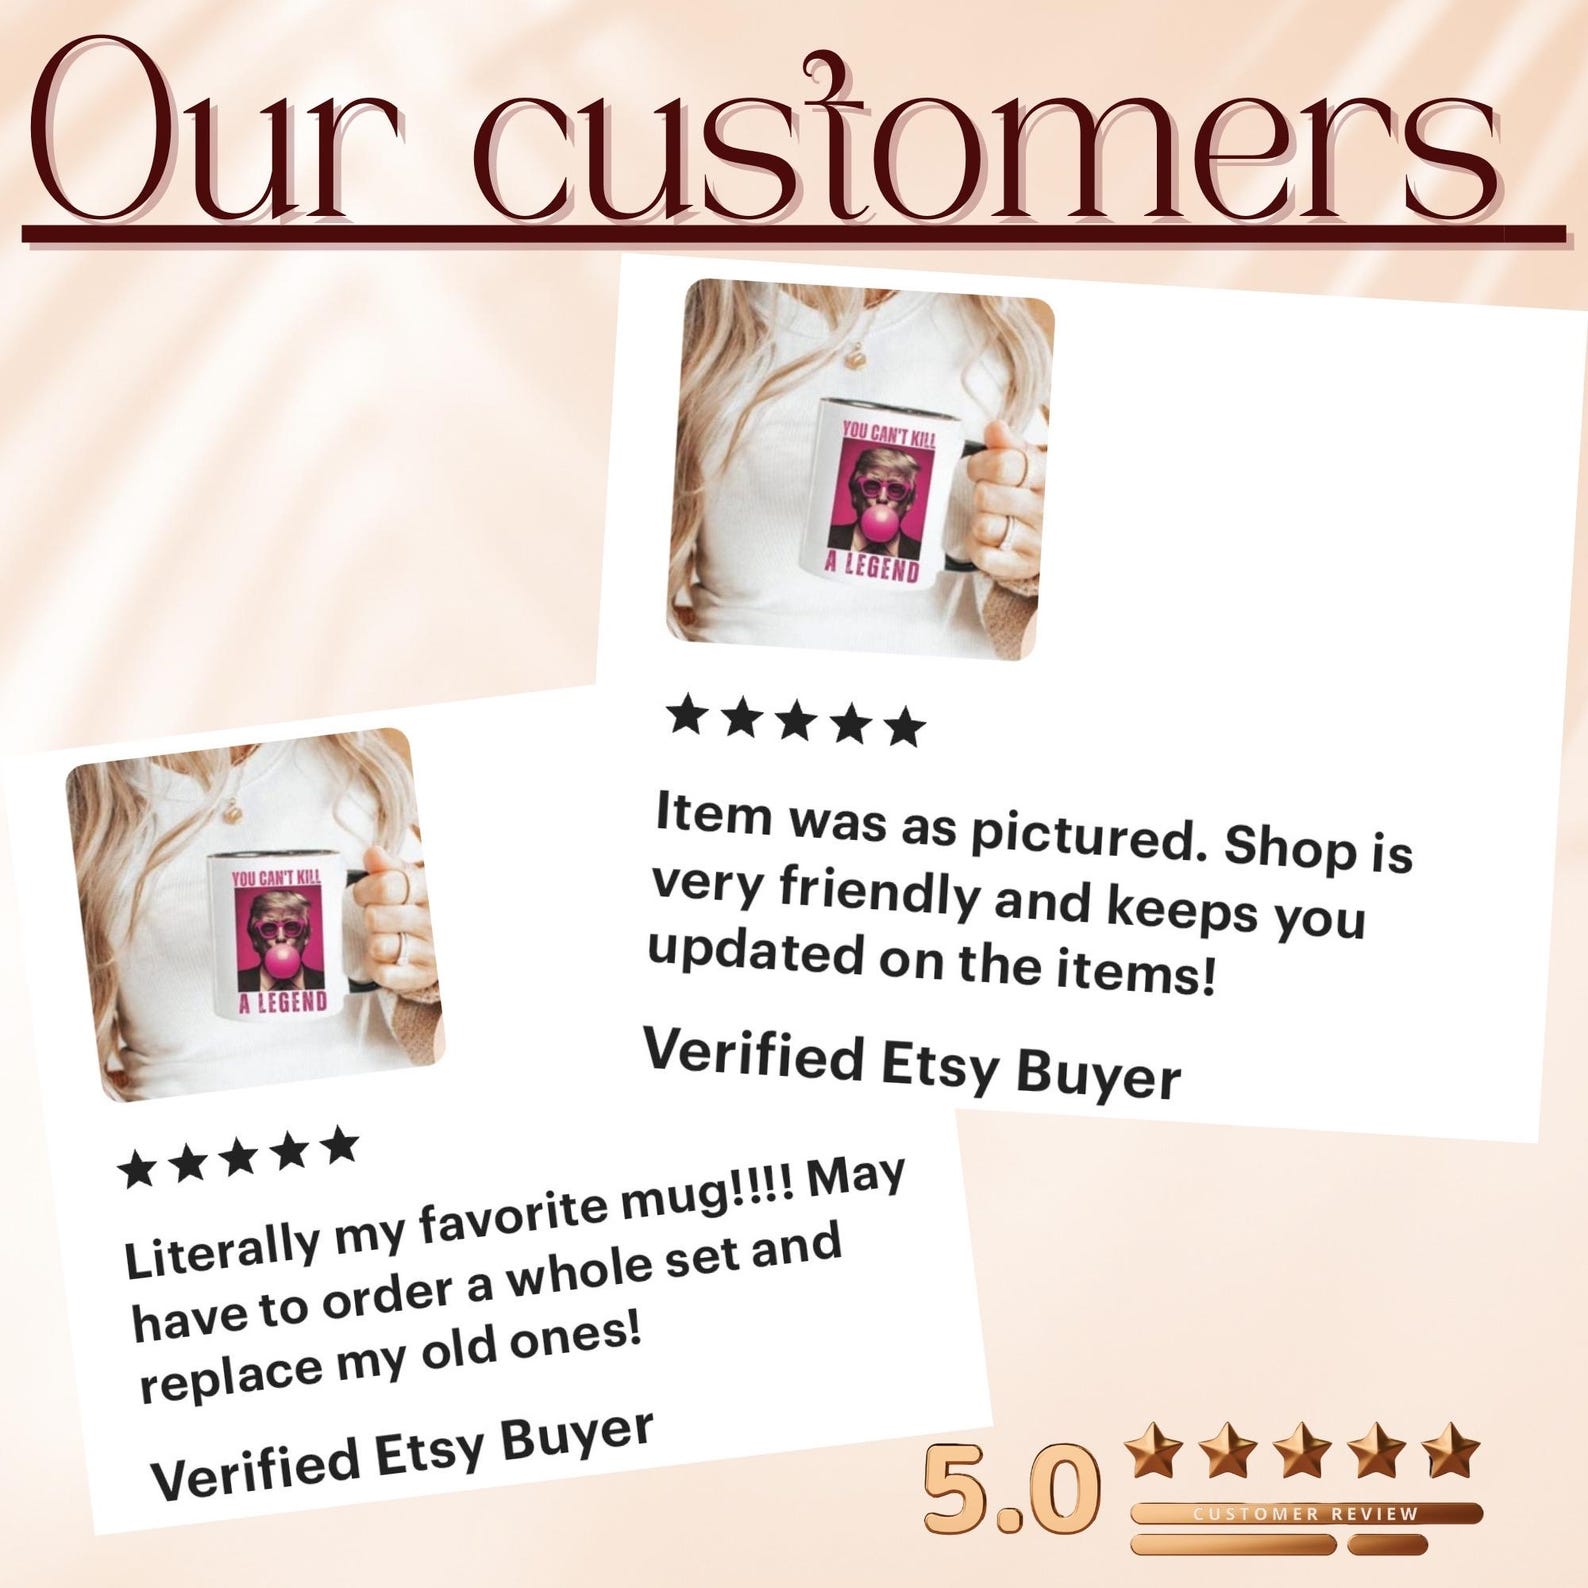 Our customers
YOU CAN'T KILL
A LEGEND
Item was as pictured. Shop is
very friendly and keeps you
updated on the items!
Verified Etsy Buyer
YOU CAN'T KILL
A LEGEND
Literally my favorite mug!!!! May
have to order a whole set and
replace my old ones!
Verified Etsy Buyer
5.0
CUSTOMER REVIEW